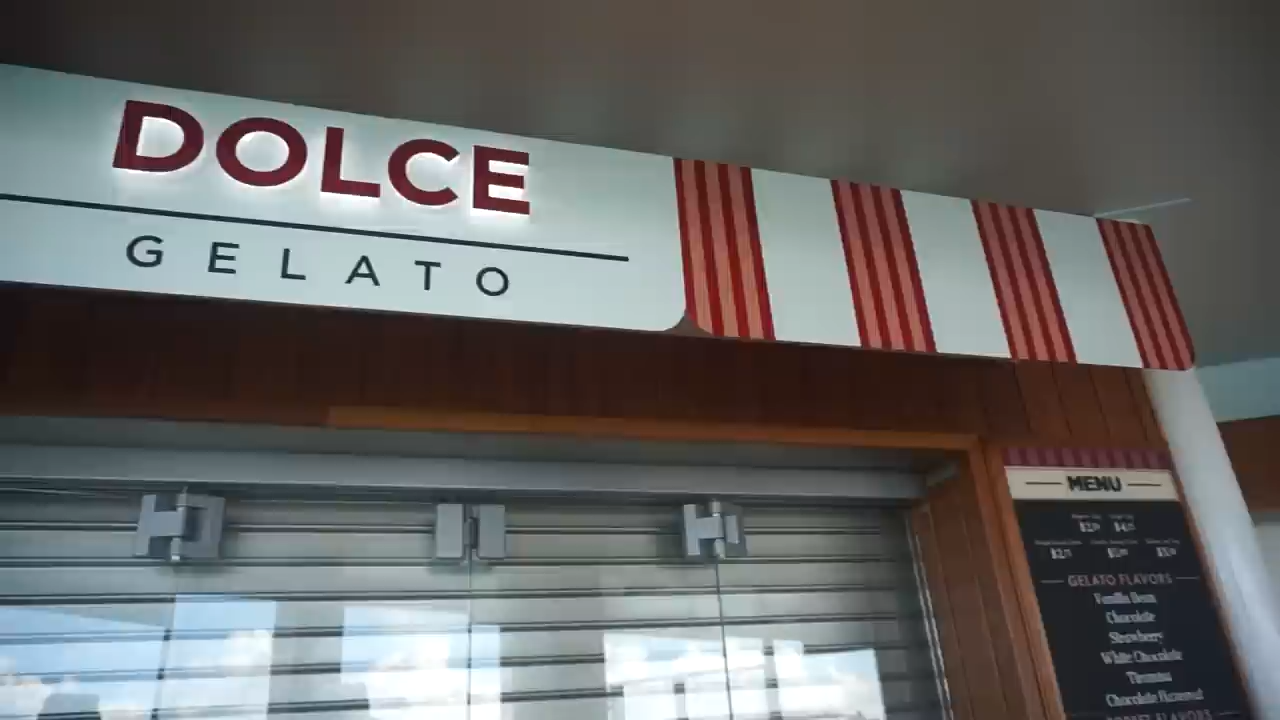 DOLCE
GELATO
MENU
GELATO FLAVORS
Vanilla Bean
Chocolate
Strawberry
White Chocolate
Tiramisu
Chocolate Hazelnut